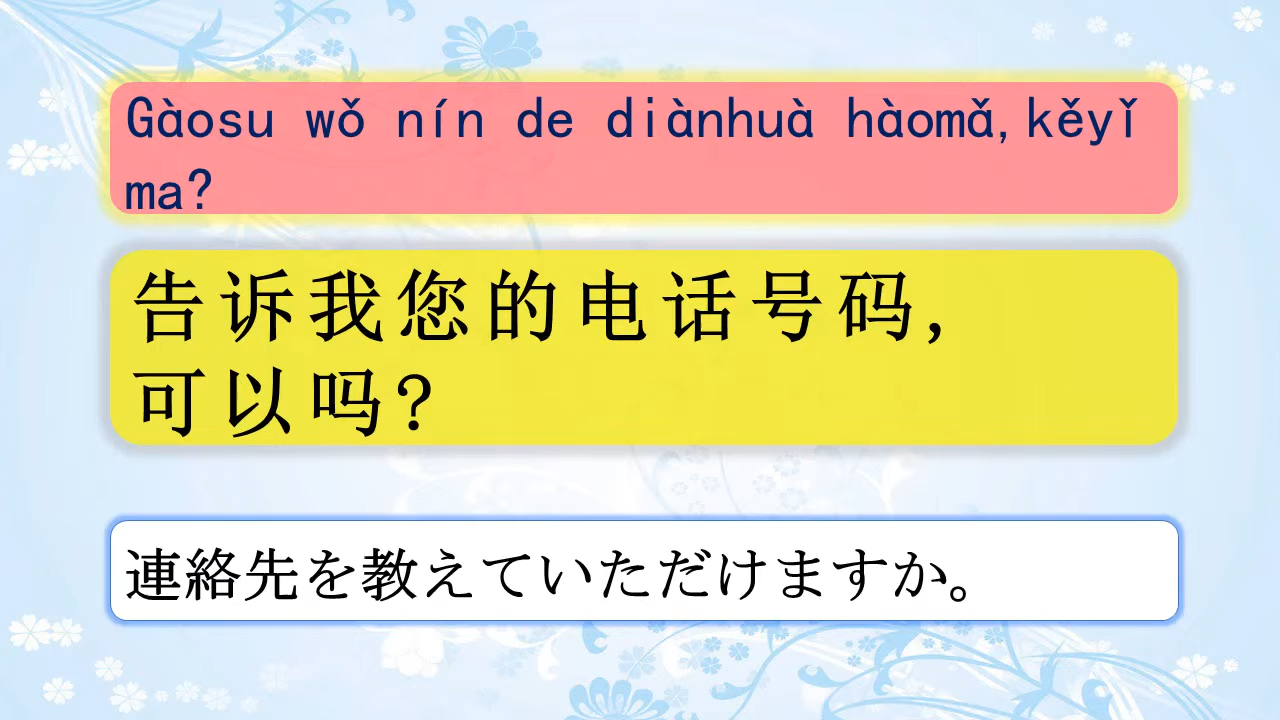 Gàosu wǒ nín de diànhuà hàomǎ,kěyǐ
ma?
告诉我您的电话号码,
可以吗?
連絡先を教えていただけますか。